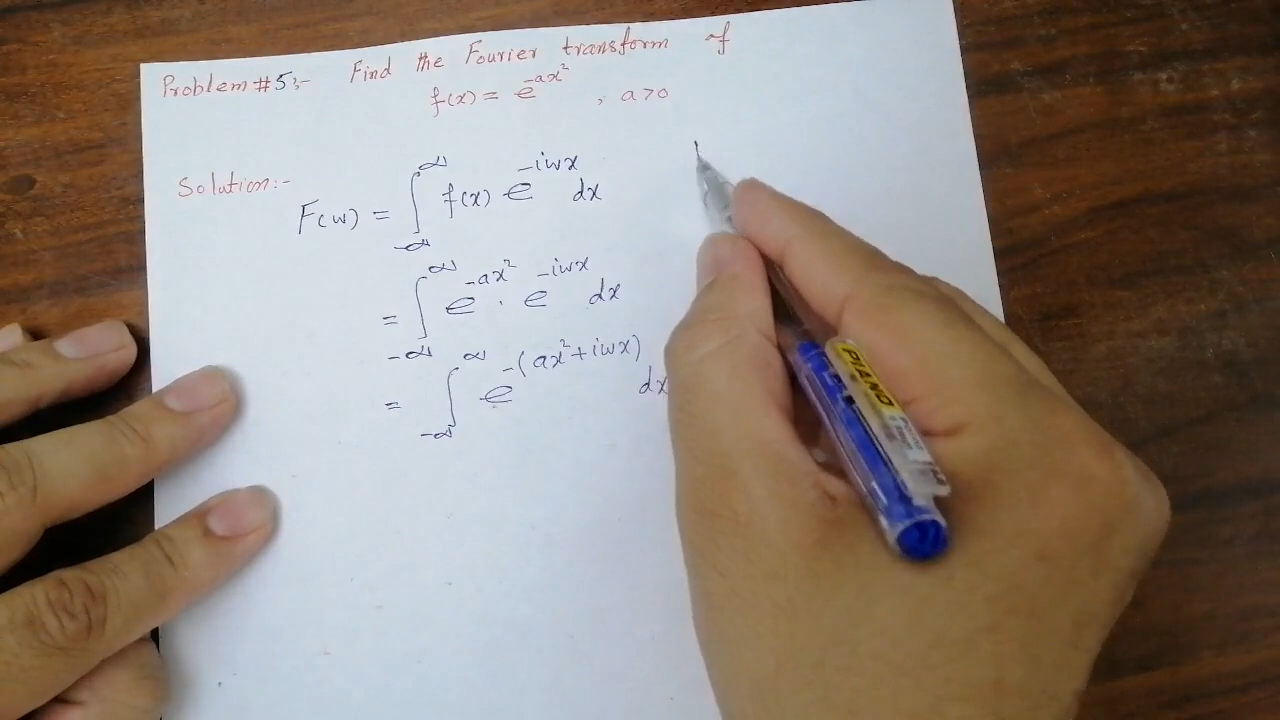 Problem #5:- Find the Fourier transform of
f(x) = e^{-ax^2} , a>0
Solution:-
F(w) = ∫_{-∞}^{∞} f(x) e^{-iwx} dx
= ∫_{-∞}^{∞} e^{-ax^2} . e^{-iwx} dx
= ∫_{-∞}^{∞} e^{-(ax^2+iwx)} dx
PIANO